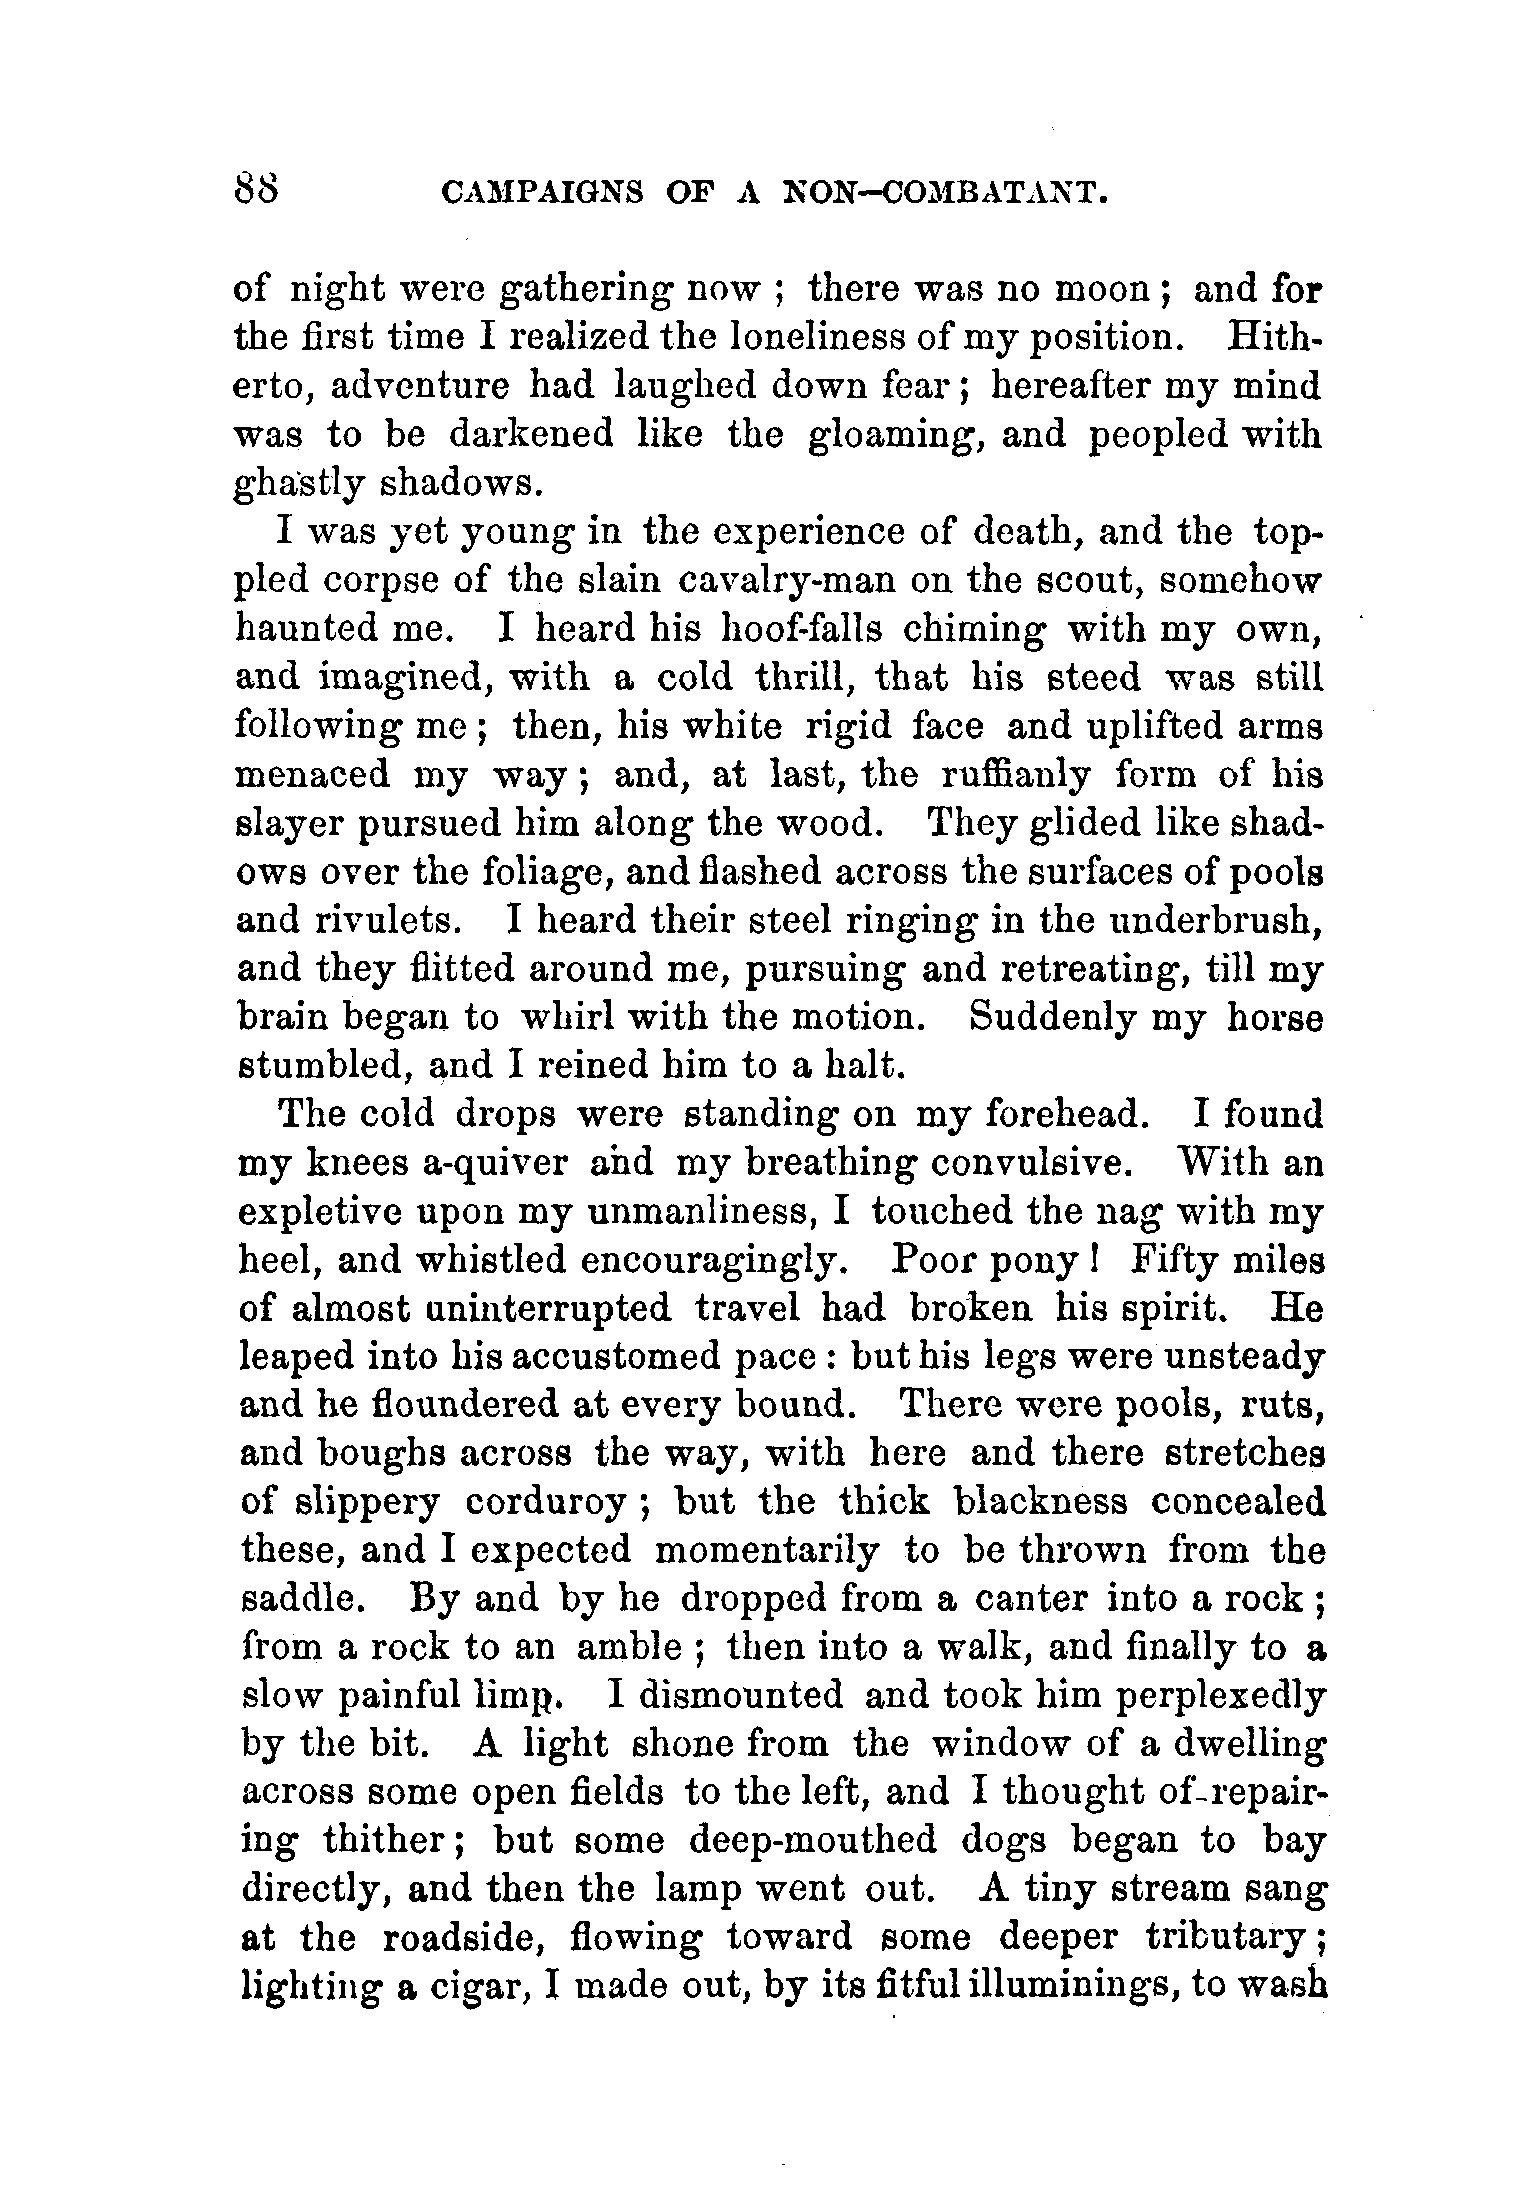 88 CAMPAIGNS OF A NON—COMBATANT.
of night were gathering now ; there was no moon ; and for
the first time I realized the loneliness of my position. Hith-
erto, adventure had laughed down fear ; hereafter my mind
was to be darkened like the gloaming, and peopled with
ghastly shadows.
I was yet young in the experience of death, and the top-
pled corpse of the slain cavalry-man on the scout, somehow
haunted me. I heard his hoof-falls chiming with my own,
and imagined, with a cold thrill, that his steed was still
following me ; then, his white rigid face and uplifted arms
menaced my way ; and, at last, the ruffianly form of his
slayer pursued him along the wood. They glided like shad-
ows over the foliage, and flashed across the surfaces of pools
and rivulets. I heard their steel ringing in the underbrush,
and they flitted around me, pursuing and retreating, till my
brain began to whirl with the motion. Suddenly my horse
stumbled, and I reined him to a halt.
The cold drops were standing on my forehead. I found
my knees a-quiver and my breathing convulsive. With an
expletive upon my unmanliness, I touched the nag with my
heel, and whistled encouragingly. Poor pony ! Fifty miles
of almost uninterrupted travel had broken his spirit. He
leaped into his accustomed pace : but his legs were unsteady
and he floundered at every bound. There were pools, ruts,
and boughs across the way, with here and there stretches
of slippery corduroy ; but the thick blackness concealed
these, and I expected momentarily to be thrown from the
saddle. By and by he dropped from a canter into a rock ;
from a rock to an amble ; then into a walk, and finally to a
slow painful limp. I dismounted and took him perplexedly
by the bit. A light shone from the window of a dwelling
across some open fields to the left, and I thought of repair-
ing thither ; but some deep-mouthed dogs began to bay
directly, and then the lamp went out. A tiny stream sang
at the roadside, flowing toward some deeper tributary ;
lighting a cigar, I made out, by its fitful illuminings, to wash